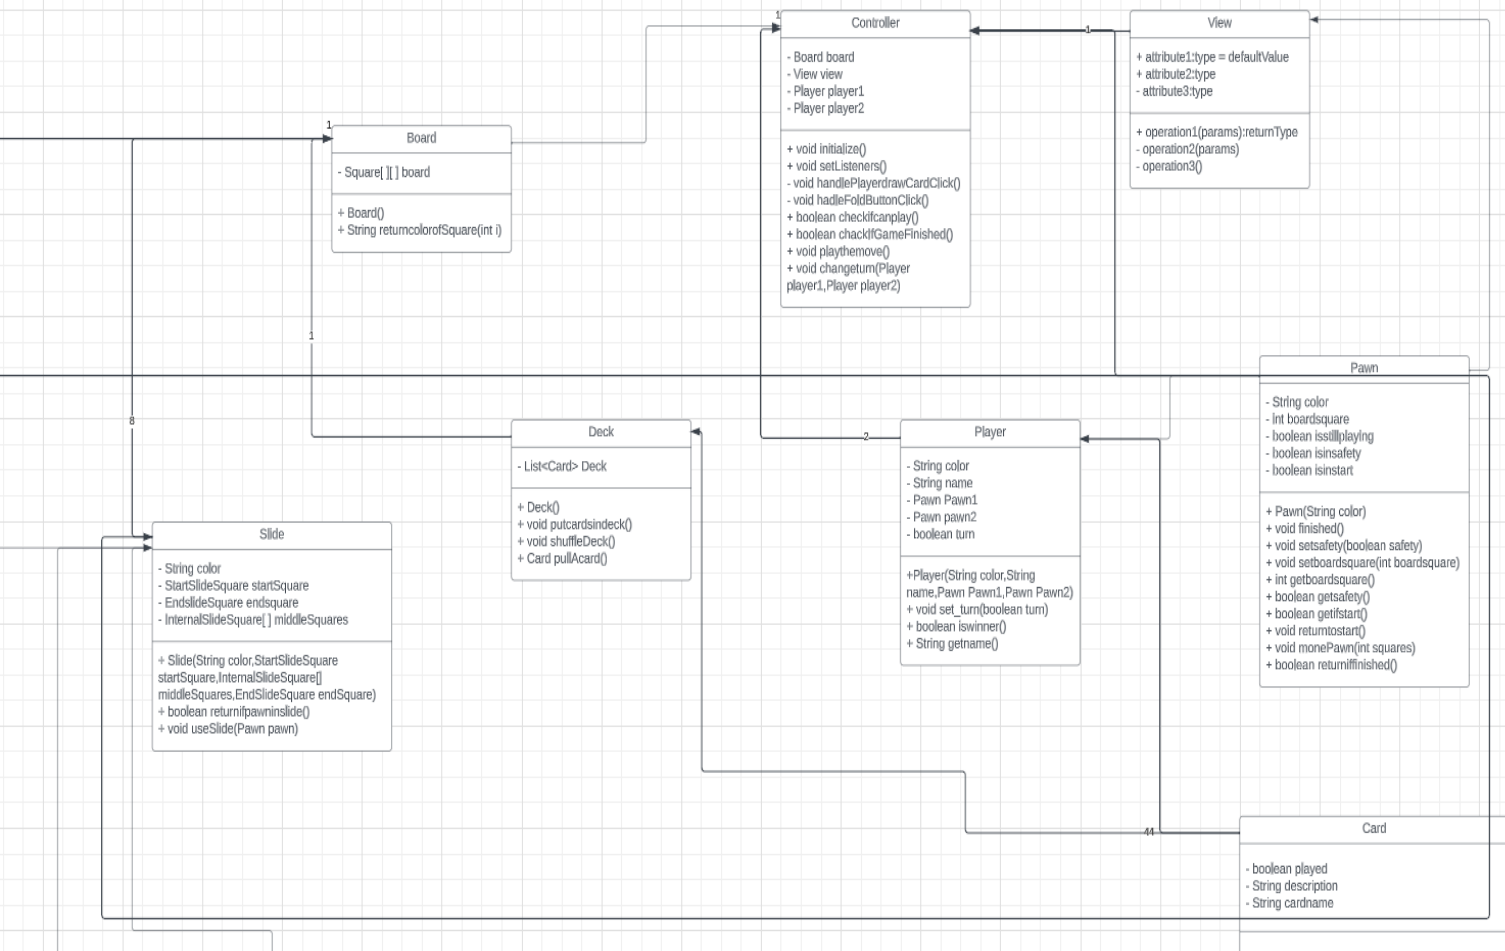 1
Controller
- Board board
- View view
- Player player1
- Player player2
+ void initialize()
+ void setListeners()
- void handlePlayerdrawCardClick()
- void hadleFoldButtonClick()
+ boolean checkifcanplay()
+ boolean chackIfGameFinished()
+ void playthemove()
+ void changeturn(Player
player1,Player player2)
1
View
+ attribute1:type = defaultValue
+ attribute2:type
- attribute3:type
+ operation1(params):returnType
- operation2(params)
- operation3()
1
Board
- Square[ ][ ] board
+ Board()
+ String returncolorofSquare(int i)
1
8
Pawn
- String color
- int boardsquare
- boolean isstillplaying
- boolean isinsafety
- boolean isinstart
+ Pawn(String color)
+ void finished()
+ void setsafety(boolean safety)
+ void setboardsquare(int boardsquare)
+ int getboardsquare()
+ boolean getsafety()
+ boolean getifstart()
+ void returntostart()
+ void monePawn(int squares)
+ boolean returniffinished()
Deck
- List<Card> Deck
+ Deck()
+ void putcardsindeck()
+ void shuffleDeck()
+ Card pullAcard()
2
Player
- String color
- String name
- Pawn Pawn1
- Pawn pawn2
- boolean turn
+Player(String color,String
name,Pawn Pawn1,Pawn Pawn2)
+ void set_turn(boolean turn)
+ boolean iswinner()
+ String getname()
Slide
- String color
- StartSlideSquare startSquare
- EndslideSquare endsquare
- InternalSlideSquare[ ] middleSquares
+ Slide(String color,StartSlideSquare
startSquare,InternalSlideSquare[]
middleSquares,EndSlideSquare endSquare)
+ boolean returnifpawninslide()
+ void useSlide(Pawn pawn)
44
Card
- boolean played
- String description
- String cardname